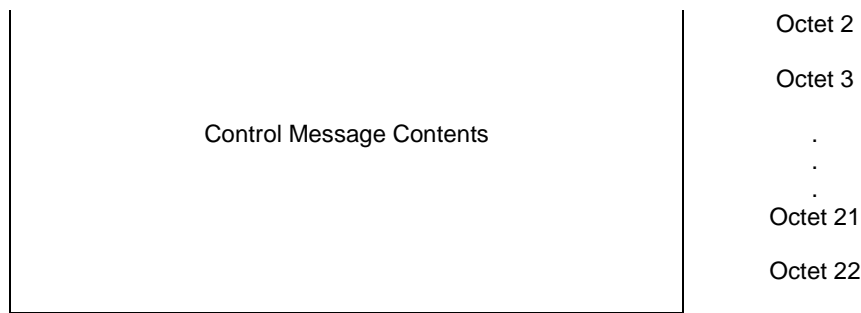 Octet 2
Octet 3
Control Message Contents
.
.
.
Octet 21
Octet 22